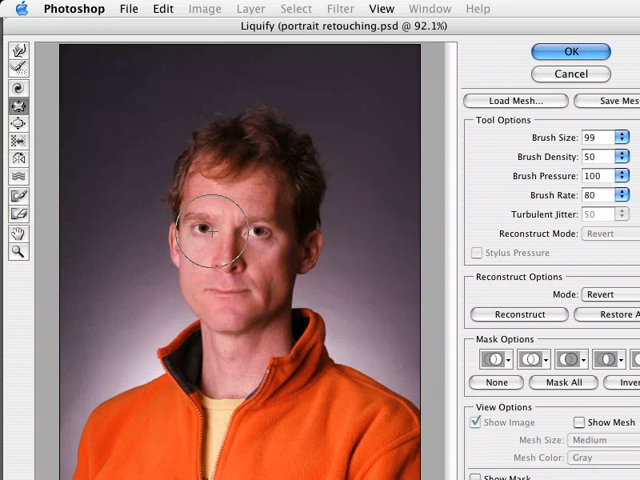 Photoshop File Edit Image Layer Select Filter View Window Help
Liquify (portrait retouching.psd @ 92.1%)
OK
Cancel
Load Mesh... Save Mes
Tool Options
Brush Size: 99
Brush Density: 50
Brush Pressure: 100
Brush Rate: 80
Turbulent Jitter: 50
Reconstruct Mode: Revert
Stylus Pressure
Reconstruct Options
Mode: Revert
Reconstruct Restore A
Mask Options
None Mask All Inver
View Options
Show Image Show Mesh
Mesh Size: Medium
Mesh Color: Gray
Show Mask